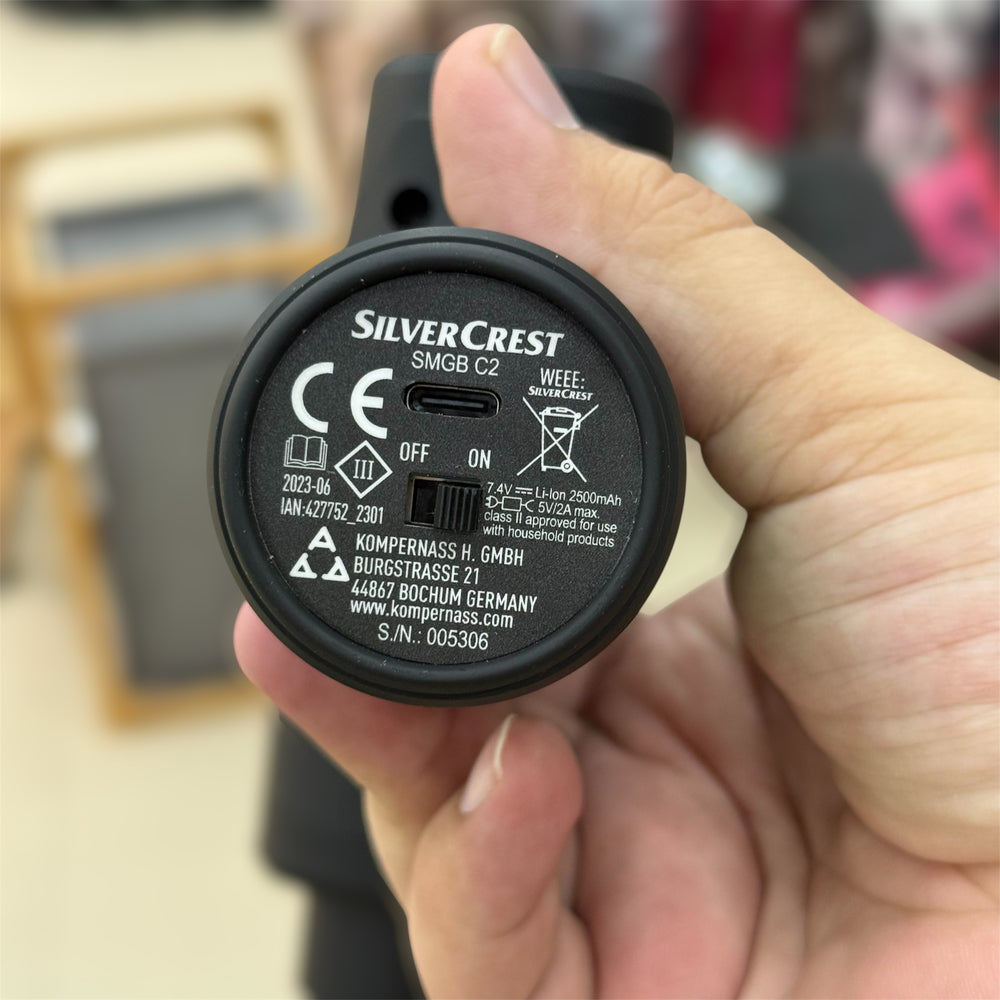 SILVERCREST
SMGB C2
CE
WEEE:
SILVERCREST
OFF ON
III
2023-06
IAN:427752_2301
7.4V Li-Ion 2500mAh
5V/2A max.
class II approved for use
with household products
KOMPERNASS H. GMBH
BURGSTRASSE 21
44867 BOCHUM GERMANY
www.kompernass.com
S./N.: 005306